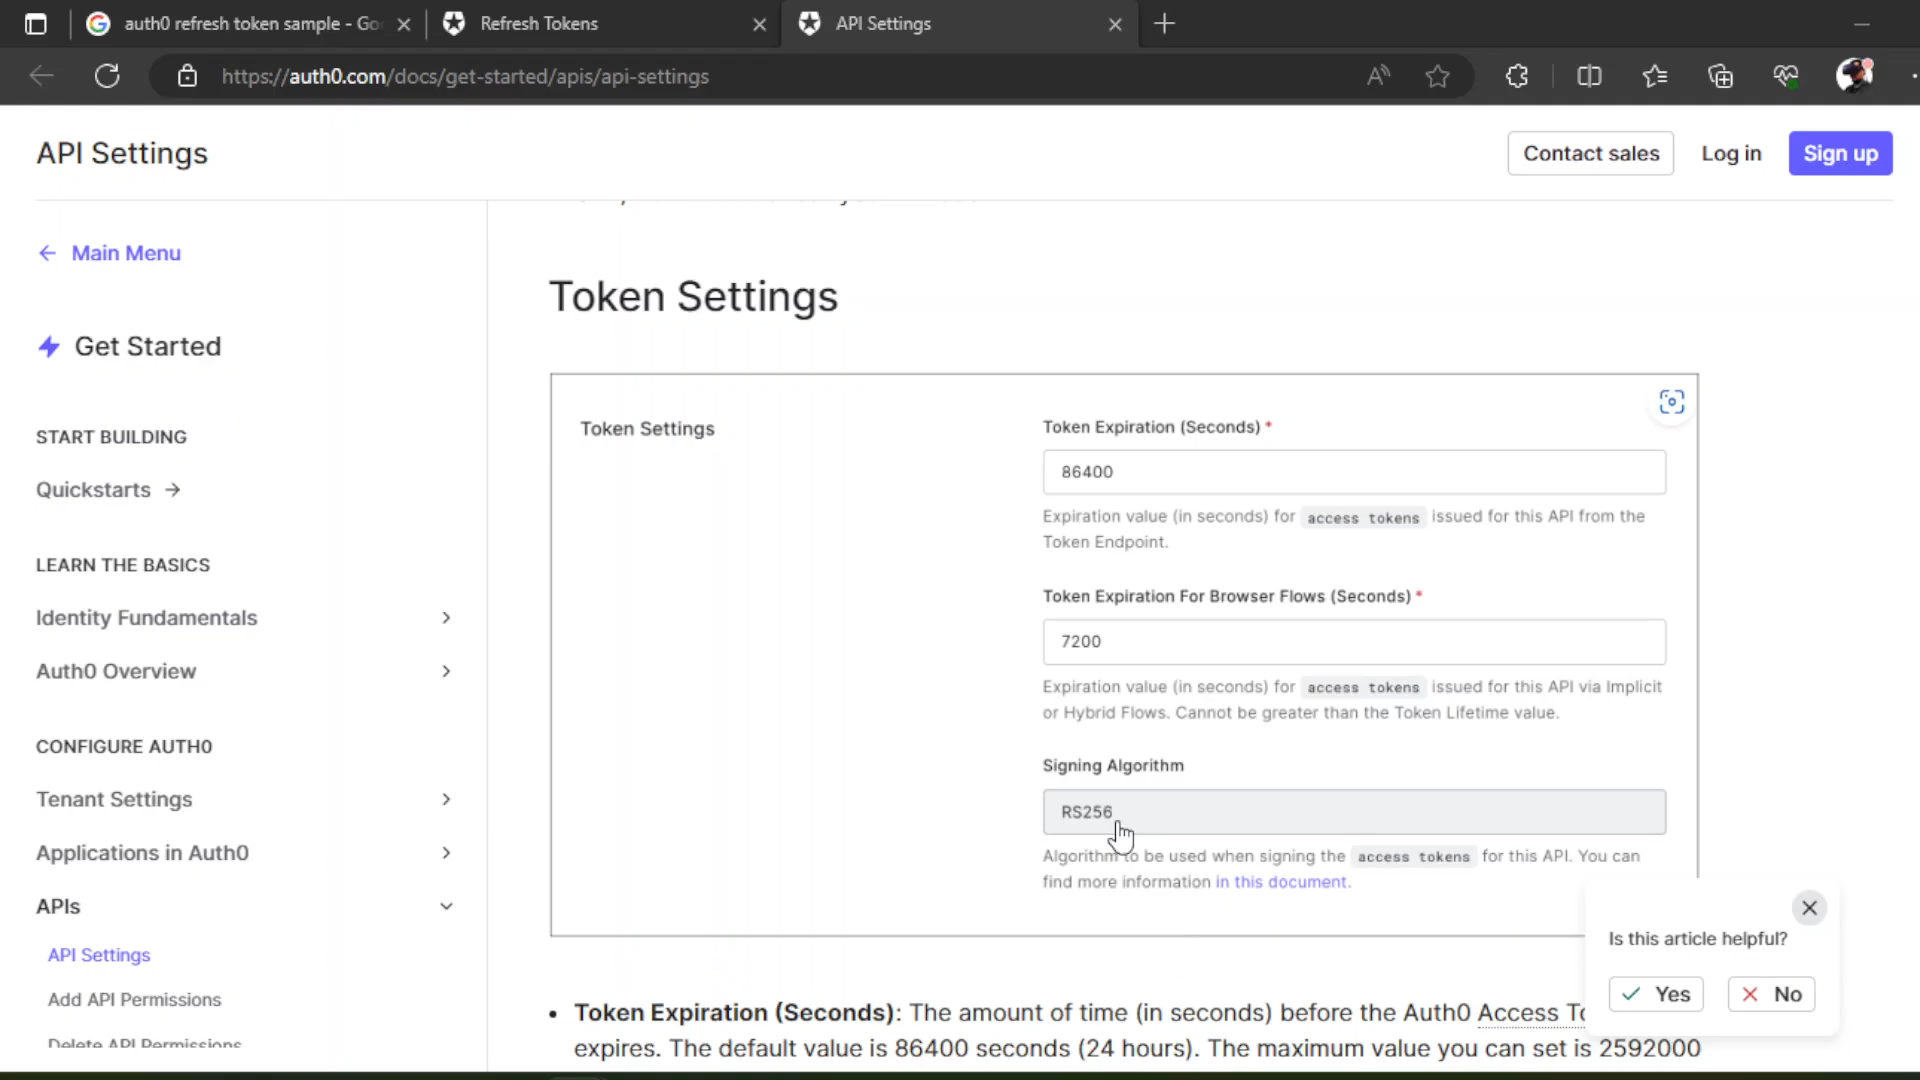 auth0 refresh token sample - Go
Refresh Tokens
API Settings
https://auth0.com/docs/get-started/apis/api-settings
API Settings
Contact sales
Log in
Sign up
← Main Menu
Get Started
START BUILDING
Quickstarts →
LEARN THE BASICS
Identity Fundamentals
Auth0 Overview
CONFIGURE AUTH0
Tenant Settings
Applications in Auth0
APIs
API Settings
Add API Permissions
Delete API Permissions
Token Settings
Token Settings
Token Expiration (Seconds) *
86400
Expiration value (in seconds) for access tokens issued for this API from the
Token Endpoint.
Token Expiration For Browser Flows (Seconds) *
7200
Expiration value (in seconds) for access tokens issued for this API via Implicit
or Hybrid Flows. Cannot be greater than the Token Lifetime value.
Signing Algorithm
RS256
Algorithm to be used when signing the access tokens for this API. You can
find more information in this document.
• Token Expiration (Seconds): The amount of time (in seconds) before the Auth0 Access To
expires. The default value is 86400 seconds (24 hours). The maximum value you can set is 2592000
Is this article helpful?
Yes
No